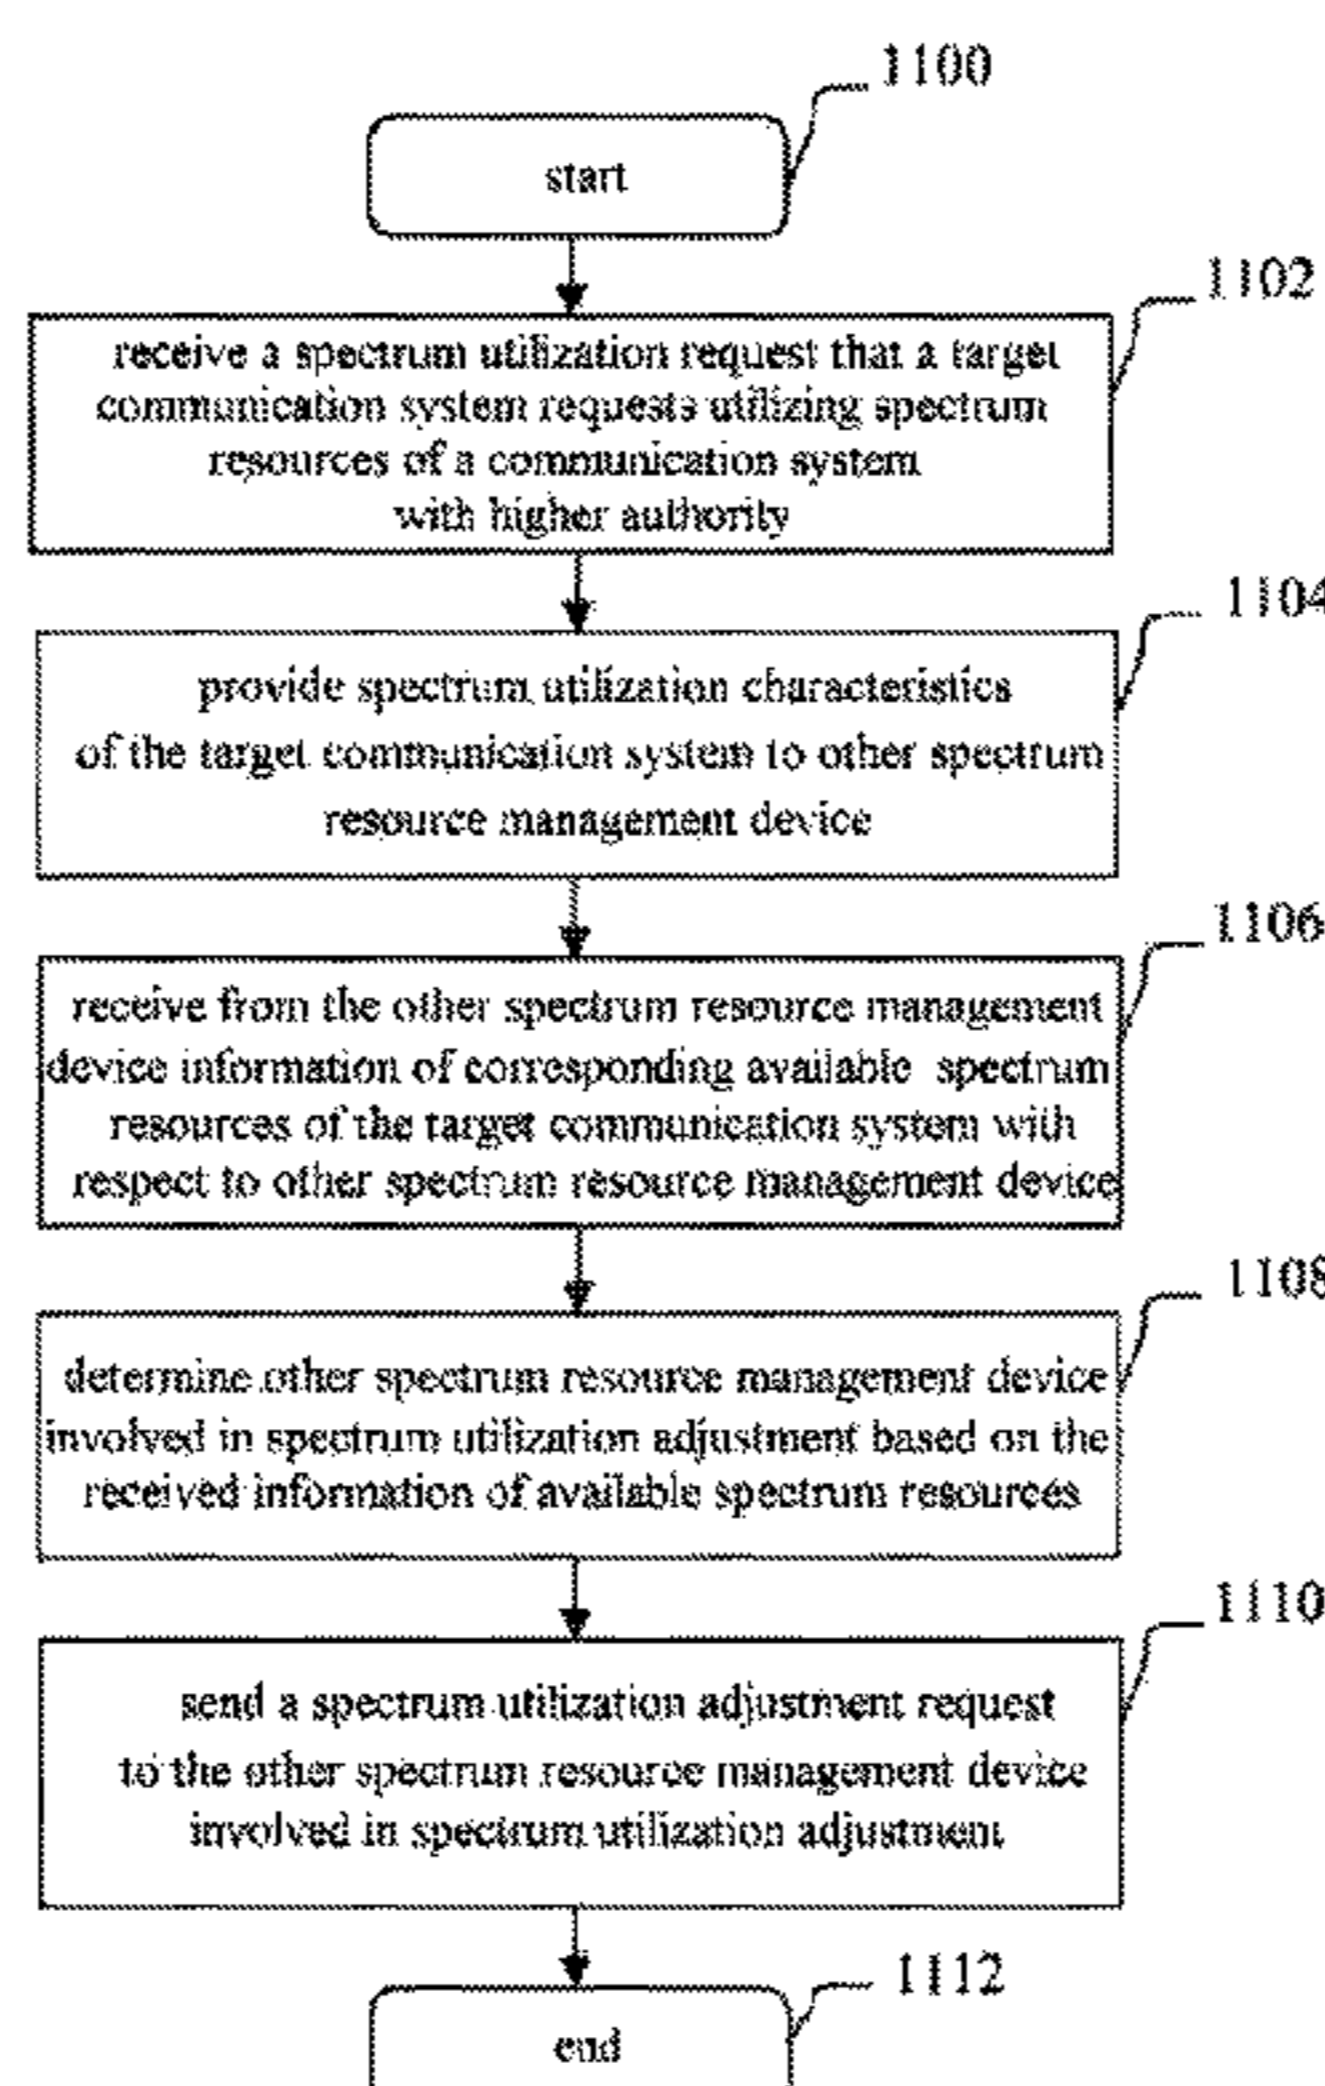 1100
start
1102
receive a spectrum utilization request that a target
communication system requests utilizing spectrum
resources of a communication system
with higher authority
1104
provide spectrum utilization characteristics
of the target communication system to other spectrum
resource management device
1106
receive from the other spectrum resource management
device information of corresponding available spectrum
resources of the target communication system with
respect to other spectrum resource management device
1108
determine other spectrum resource management device
involved in spectrum utilization adjustment based on the
received information of available spectrum resources
1110
send a spectrum utilization adjustment request
to the other spectrum resource management device
involved in spectrum utilization adjustment
1112
end